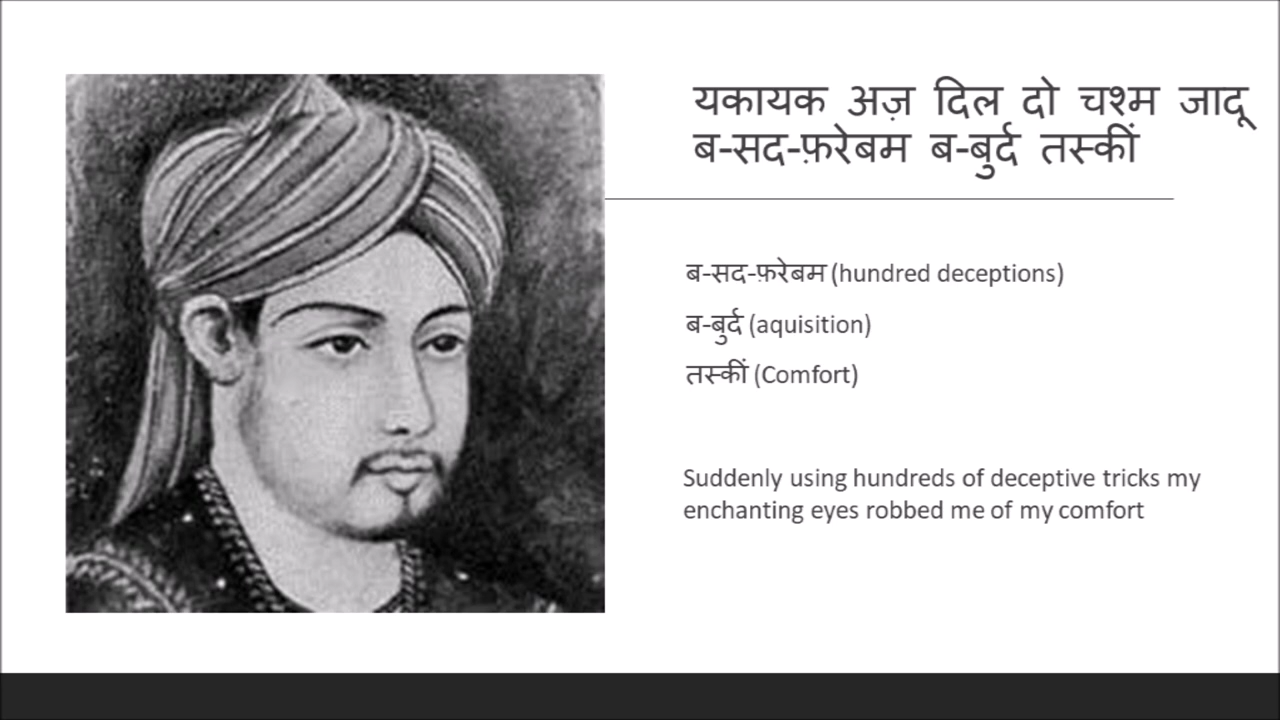 यकायक अज़ दिल दो चश्म जादू
ब-सद-फ़रेबम ब-बुर्द तस्कीं
ब-सद-फ़रेबम (hundred deceptions)
ब-बुर्द (aquisition)
तस्कीं (Comfort)
Suddenly using hundreds of deceptive tricks my
enchanting eyes robbed me of my comfort